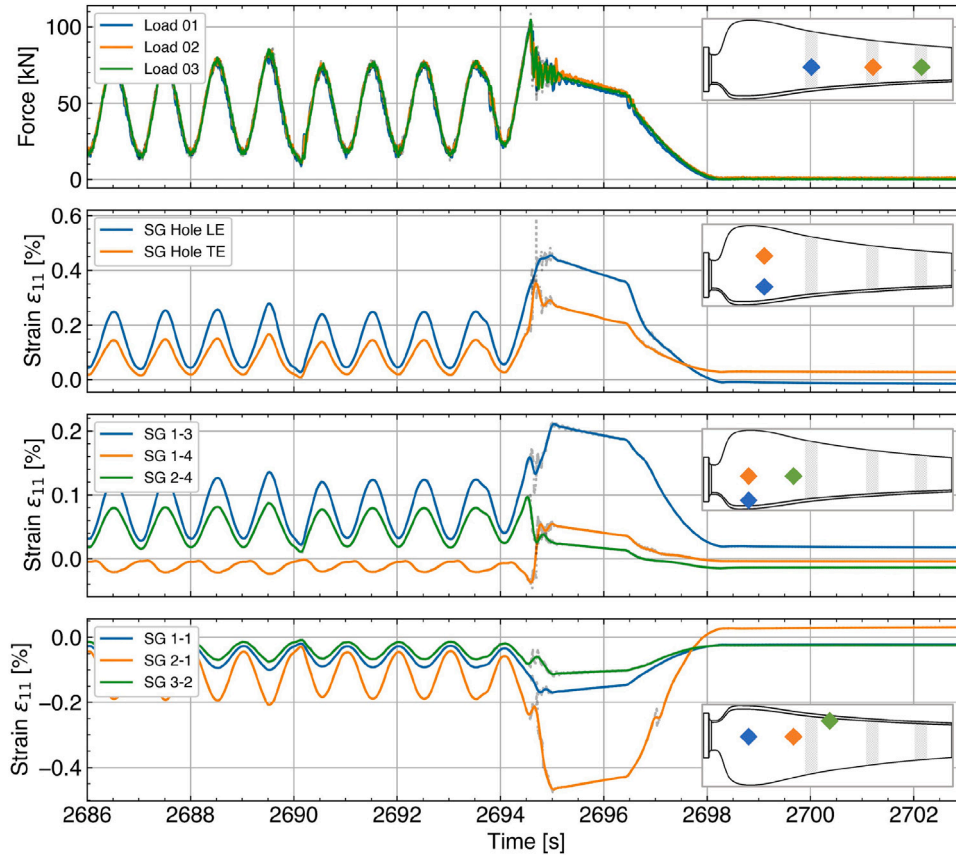 Force [kN]
100
50
0
Load 01
Load 02
Load 03
Strain ε₁₁ [%]
0.6
0.4
0.2
0.0
SG Hole LE
SG Hole TE
Strain ε₁₁ [%]
0.2
0.1
0.0
SG 1-3
SG 1-4
SG 2-4
Strain ε₁₁ [%]
0.0
−0.2
−0.4
SG 1-1
SG 2-1
SG 3-2
2686 2688 2690 2692 2694 2696 2698 2700 2702
Time [s]